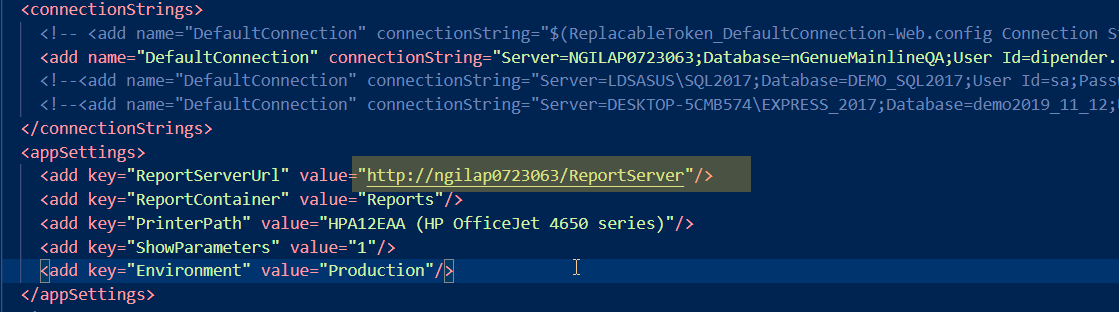 <connectionStrings>
<!-- <add name="DefaultConnection" connectionString="$(ReplacableToken_DefaultConnection-Web.config Connection St
<add name="DefaultConnection" connectionString="Server=NGILAP0723063;Database=nGenueMainlineQA;User Id=dipender.
<!--<add name="DefaultConnection" connectionString="Server=LDSASUS\SQL2017;Database=DEMO_SQL2017;User Id=sa;Passw
<!--<add name="DefaultConnection" connectionString="Server=DESKTOP-5CMB574\EXPRESS_2017;Database=demo2019_11_12;
</connectionStrings>
<appSettings>
<add key="ReportServerUrl" value="http://ngilap0723063/ReportServer"/>
<add key="ReportContainer" value="Reports"/>
<add key="PrinterPath" value="HPA12EAA (HP OfficeJet 4650 series)"/>
<add key="ShowParameters" value="1"/>
<add key="Environment" value="Production"/>
</appSettings>